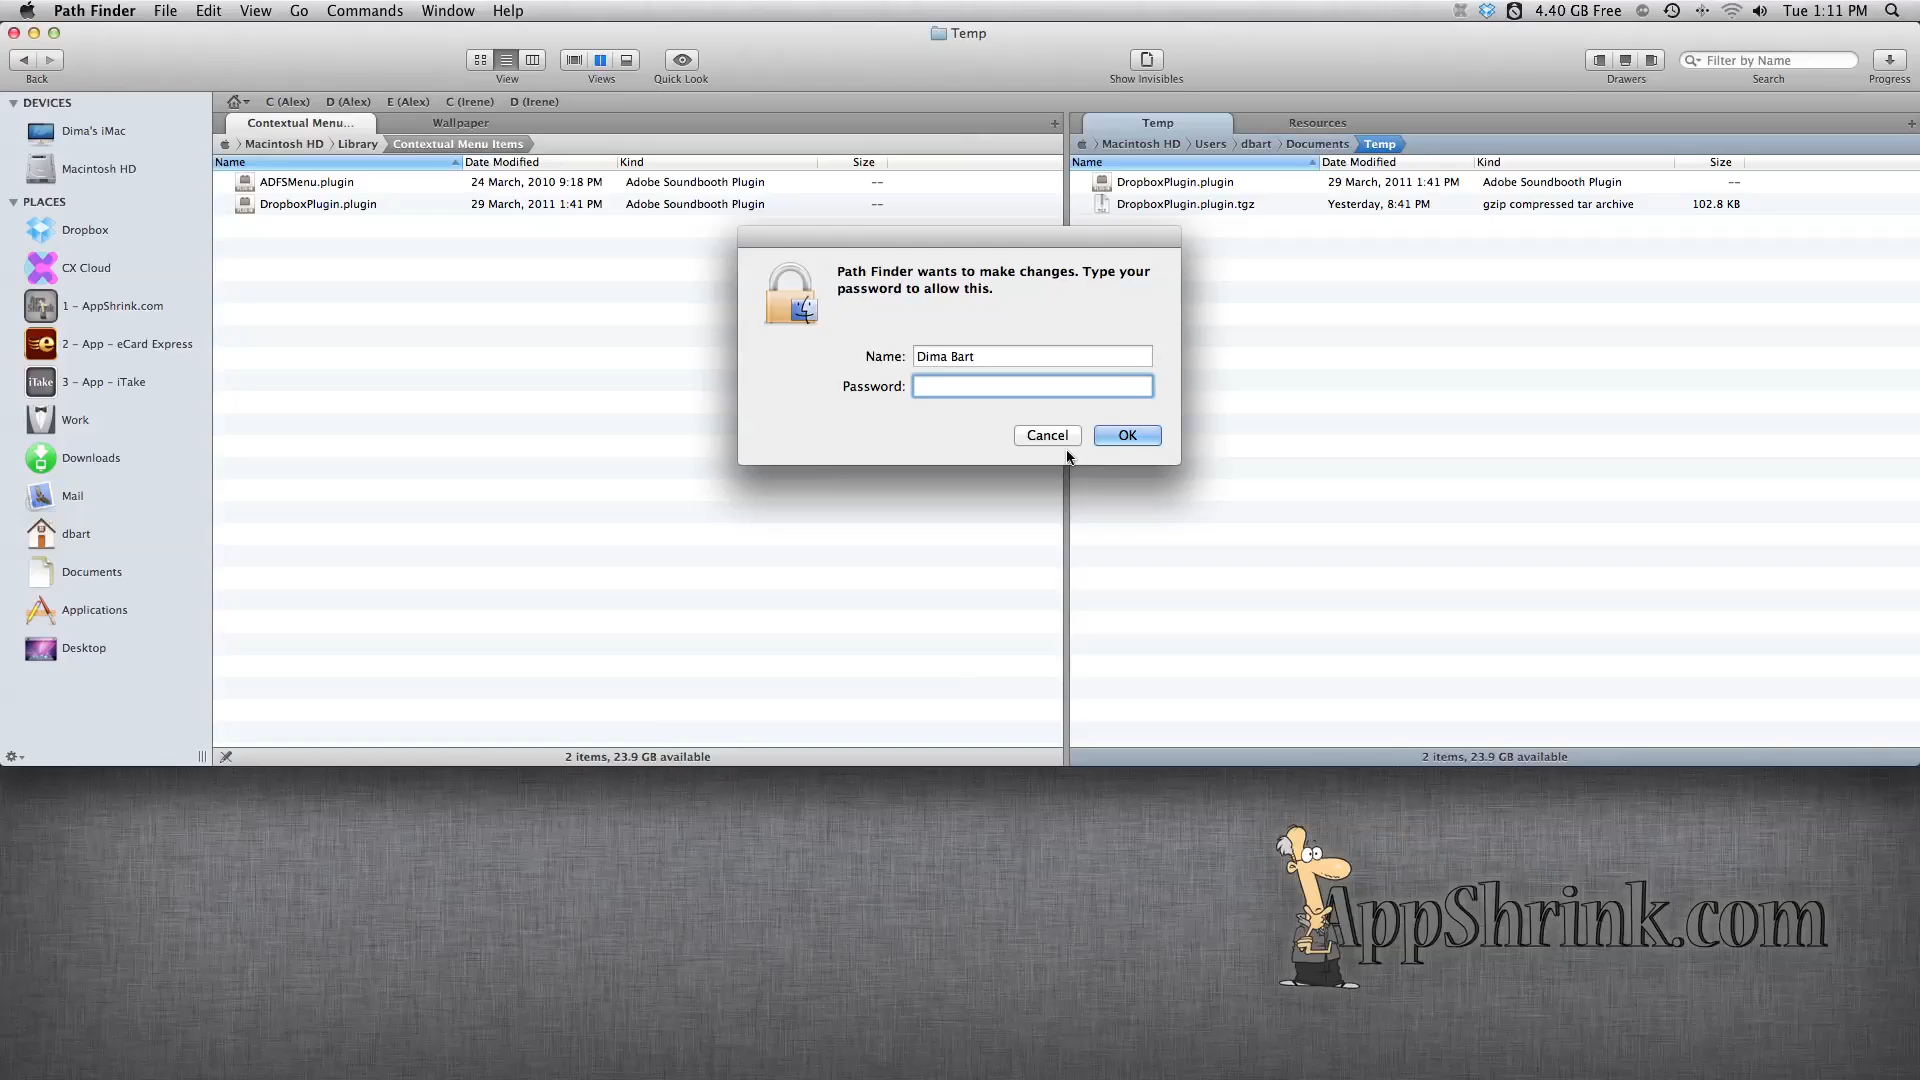 Path Finder File Edit View Go Commands Window Help 4.40 GB Free Tue 1:11 PM
Temp
Filter by Name
Back View Views Quick Look Show Invisibles Drawers Search Progress
DEVICES
Dima's iMac
Macintosh HD
PLACES
Dropbox
CX Cloud
1 - AppShrink.com
2 - App - eCard Express
iTake 3 - App - iTake
Work
Downloads
Mail
dbart
Documents
Applications
Desktop
C (Alex) D (Alex) E (Alex) C (Irene) D (Irene)
Contextual Menu... Wallpaper
Macintosh HD Library Contextual Menu Items
Name Date Modified Kind Size
ADFSMenu.plugin 24 March, 2010 9:18 PM Adobe Soundbooth Plugin --
DropboxPlugin.plugin 29 March, 2011 1:41 PM Adobe Soundbooth Plugin --
2 items, 23.9 GB available
Temp Resources
Macintosh HD Users dbart Documents Temp
Name Date Modified Kind Size
DropboxPlugin.plugin 29 March, 2011 1:41 PM Adobe Soundbooth Plugin --
DropboxPlugin.plugin.tgz Yesterday, 8:41 PM gzip compressed tar archive 102.8 KB
2 items, 23.9 GB available
Path Finder wants to make changes. Type your
password to allow this.
Name: Dima Bart
Password:
Cancel OK
AppShrink.com